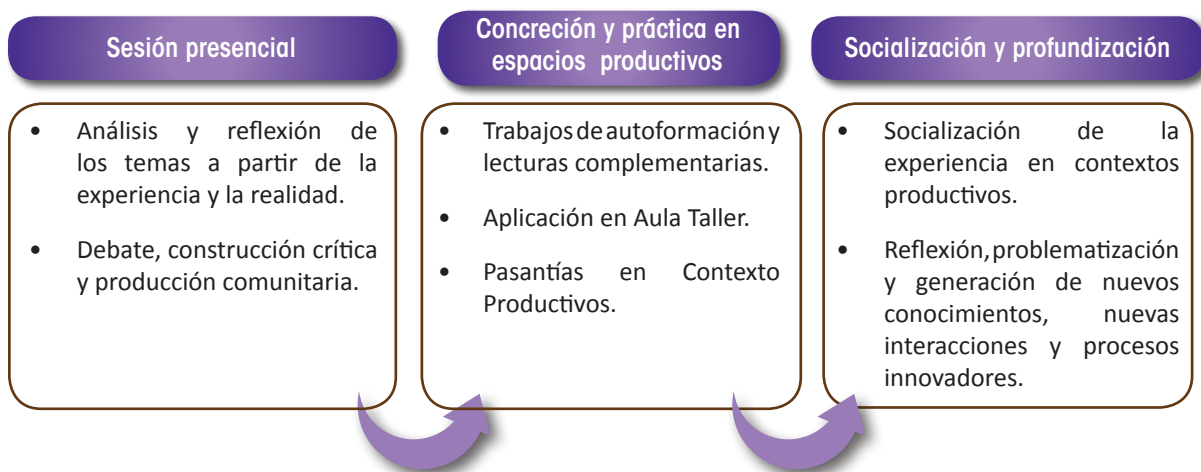 Sesión presencial
• Análisis y reflexión de
los temas a partir de la
experiencia y la realidad.
• Debate, construcción crítica
y producción comunitaria.
Concreción y práctica en
espacios productivos
• Trabajos de autoformación y
lecturas complementarias.
• Aplicación en Aula Taller.
• Pasantías en Contexto
Productivos.
Socialización y profundización
• Socialización de la
experiencia en contextos
productivos.
• Reflexión, problematización
y generación de nuevos
conocimientos, nuevas
interacciones y procesos
innovadores.